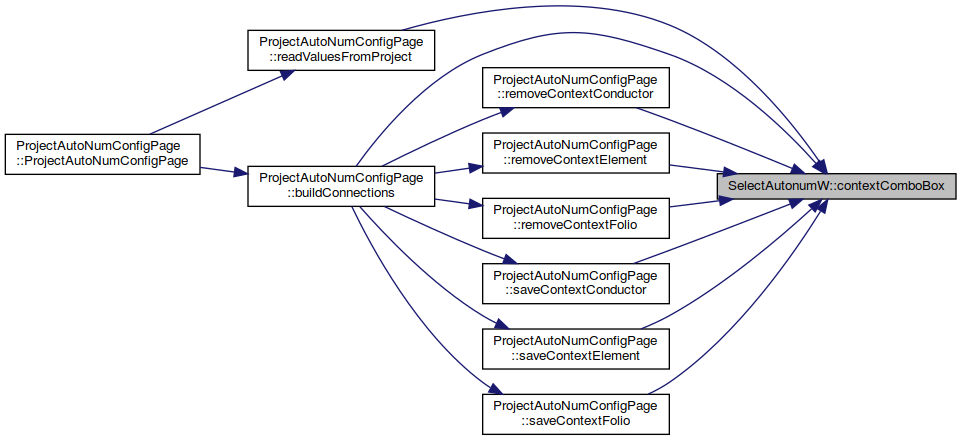 ProjectAutoNumConfigPage
::readValuesFromProject
ProjectAutoNumConfigPage
::removeContextConductor
ProjectAutoNumConfigPage
::removeContextElement
ProjectAutoNumConfigPage
::ProjectAutoNumConfigPage
ProjectAutoNumConfigPage
::buildConnections
SelectAutonumW::contextComboBox
ProjectAutoNumConfigPage
::removeContextFolio
ProjectAutoNumConfigPage
::saveContextConductor
ProjectAutoNumConfigPage
::saveContextElement
ProjectAutoNumConfigPage
::saveContextFolio